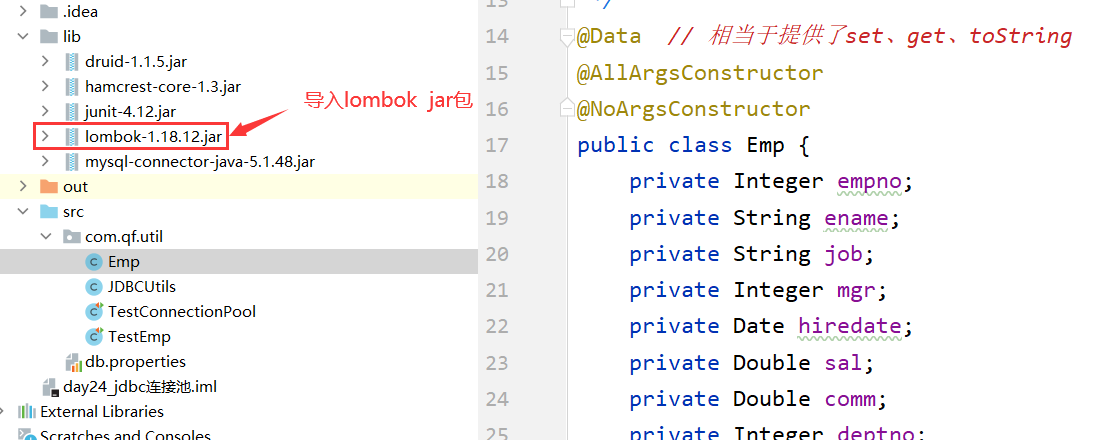 .idea
lib
druid-1.1.5.jar
hamcrest-core-1.3.jar
junit-4.12.jar
lombok-1.18.12.jar
mysql-connector-java-5.1.48.jar
out
src
com.qf.util
Emp
JDBCUtils
TestConnectionPool
TestEmp
db.properties
day24_jdbc连接池.iml
External Libraries
Scratches and Consoles
导入lombok jar包
13 */
14 @Data // 相当于提供了set、get、toString
15 @AllArgsConstructor
16 @NoArgsConstructor
17 public class Emp {
18 private Integer empno;
19 private String ename;
20 private String job;
21 private Integer mgr;
22 private Date hiredate;
23 private Double sal;
24 private Double comm;
25 private Integer deptno;